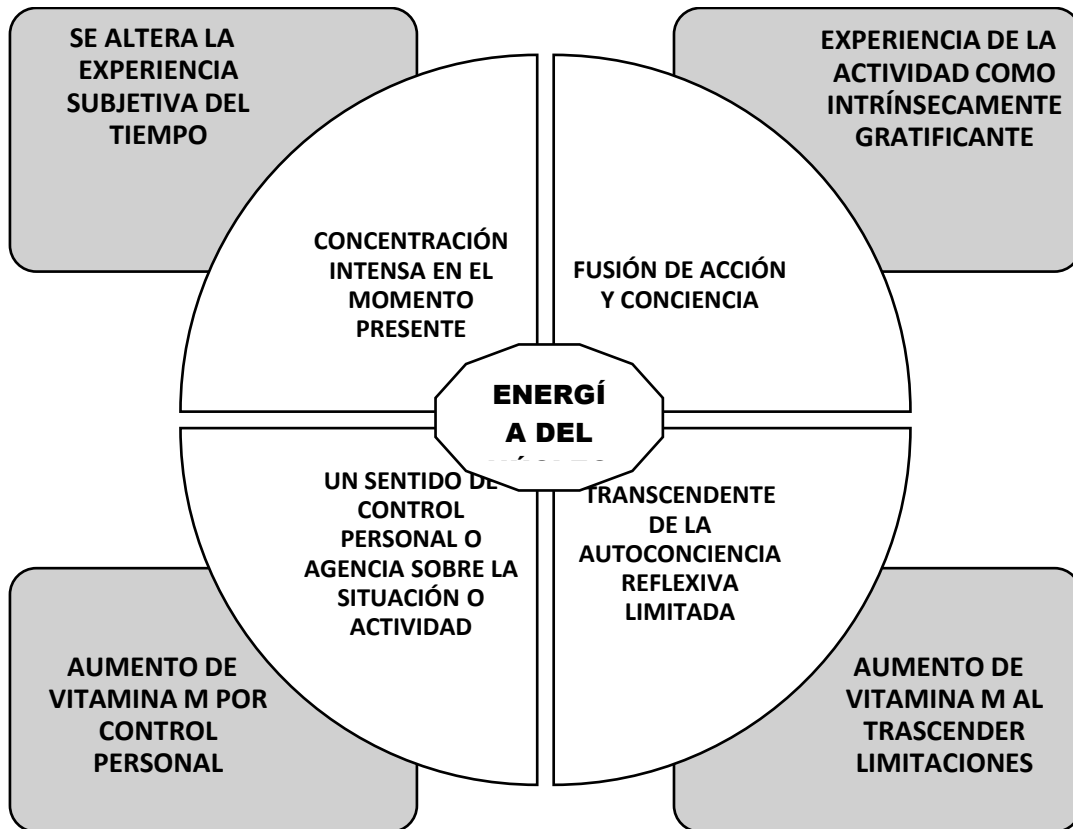 SE ALTERA LA
EXPERIENCIA
SUBJETIVA DEL
TIEMPO
EXPERIENCIA DE LA
ACTIVIDAD COMO
INTRÍNSECAMENTE
GRATIFICANTE
CONCENTRACIÓN
INTENSA EN EL
MOMENTO
PRESENTE
FUSIÓN DE ACCIÓN
Y CONCIENCIA
ENERGÍ
A DEL
UN SENTIDO DE
CONTROL
PERSONAL O
AGENCIA SOBRE LA
SITUACIÓN O
ACTIVIDAD
TRANSCENDENTE
DE LA
AUTOCONCIENCIA
REFLEXIVA
LIMITADA
AUMENTO DE
VITAMINA M POR
CONTROL
PERSONAL
AUMENTO DE
VITAMINA M AL
TRASCENDER
LIMITACIONES